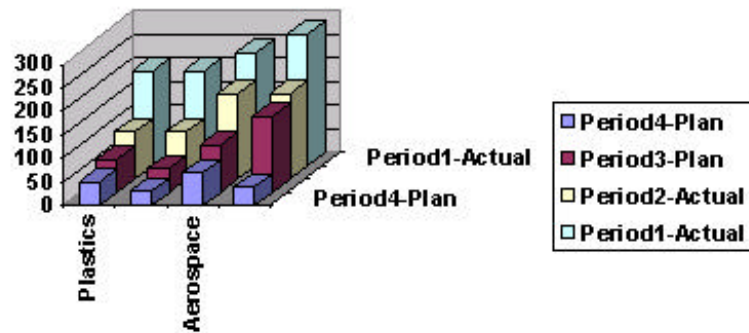 300
250
200
150
100
50
0
Plastics
Aerospace
Period1-Actual
Period4-Plan
Period4-Plan
Period3-Plan
Period2-Actual
Period1-Actual